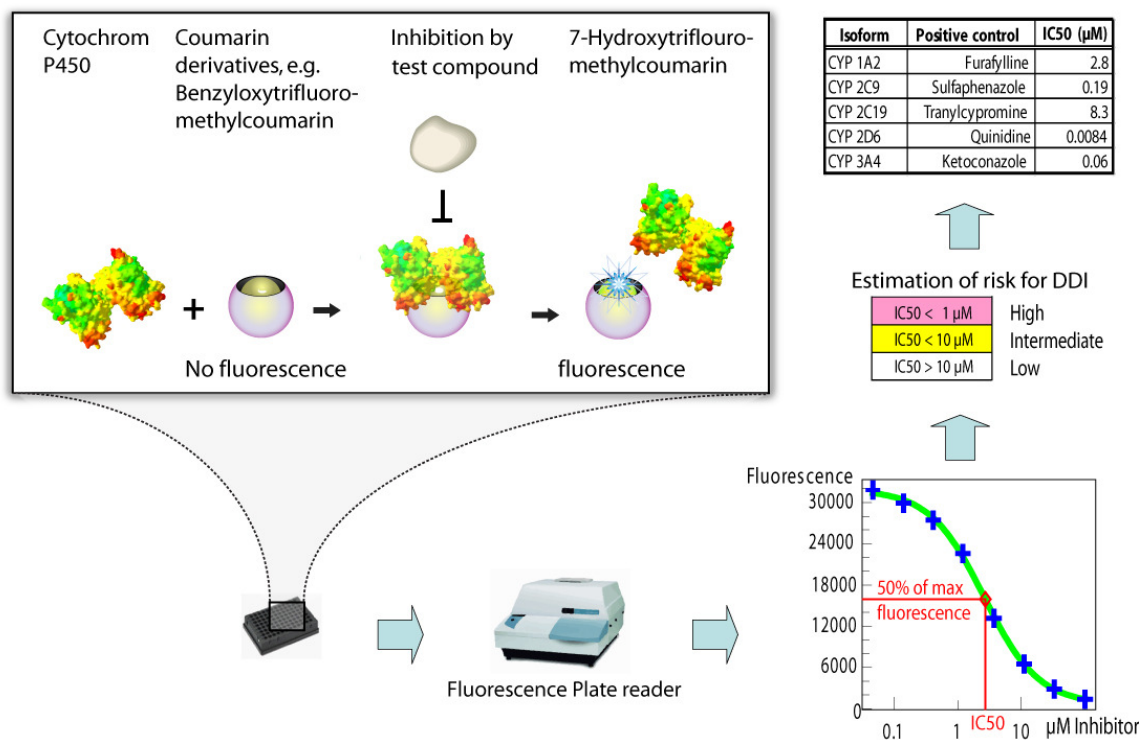 Cytochrom
P450
Coumarin
derivatives, e.g.
Benzyloxytrifluoro-
methylcoumarin
Inhibition by
test compound
7-Hydroxytriflouro-
methylcoumarin
+
No fluorescence
fluorescence
Isoform Positive control IC50 (µM)
CYP 1A2 Furafylline 2.8
CYP 2C9 Sulfaphenazole 0.19
CYP 2C19 Tranylcypromine 8.3
CYP 2D6 Quinidine 0.0084
CYP 3A4 Ketoconazole 0.06
Estimation of risk for DDI
IC50 < 1 µM High
IC50 < 10 µM Intermediate
IC50 > 10 µM Low
Fluorescence Plate reader
Fluorescence
30000
24000
18000
12000
6000
0
50% of max
fluorescence
0.1 1 IC50 10 µM Inhibitor